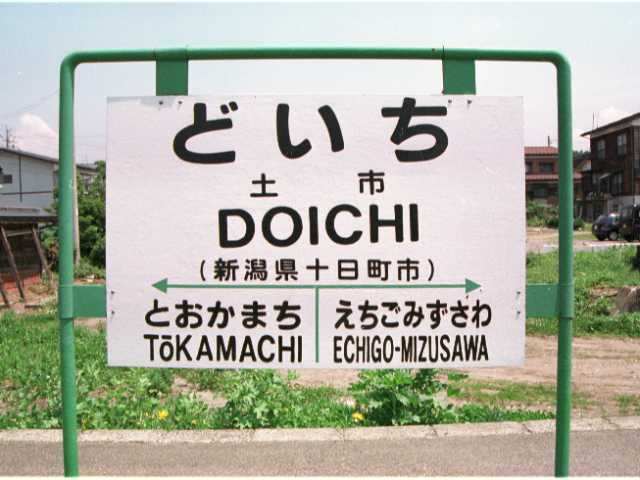 どいち
土市
DOICHI
(新潟県十日町市)
とおかまち えちごみずさわ
TōKAMACHI ECHIGO-MIZUSAWA